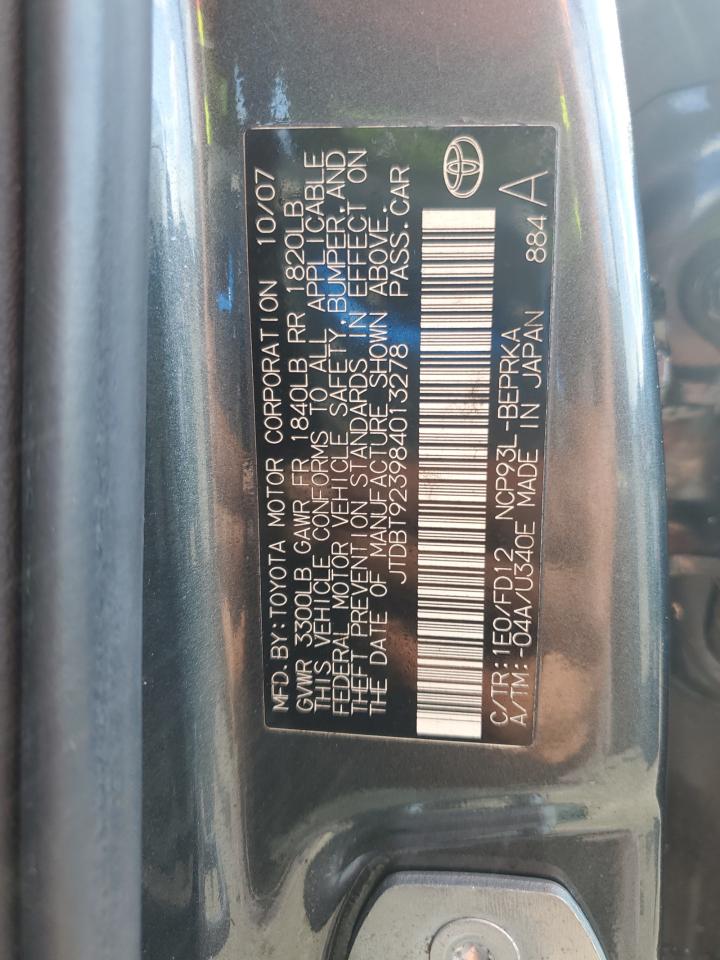 MFD. BY: TOYOTA MOTOR CORPORATION 10/07
GVWR 3300LB GAWR FR 1840LB RR 1820LB
THIS VEHICLE CONFORMS TO ALL APPLICABLE
FEDERAL MOTOR VEHICLE SAFETY, BUMPER, AND
THEFT PREVENTION STANDARDS IN EFFECT ON
THE DATE OF MANUFACTURE SHOWN ABOVE.
JTDBT923984013278 PASS. CAR
C/TR: 1E0/FD12 NCP93L-BEPRKA
A/TM: -04A/U340E MADE IN JAPAN 884 A